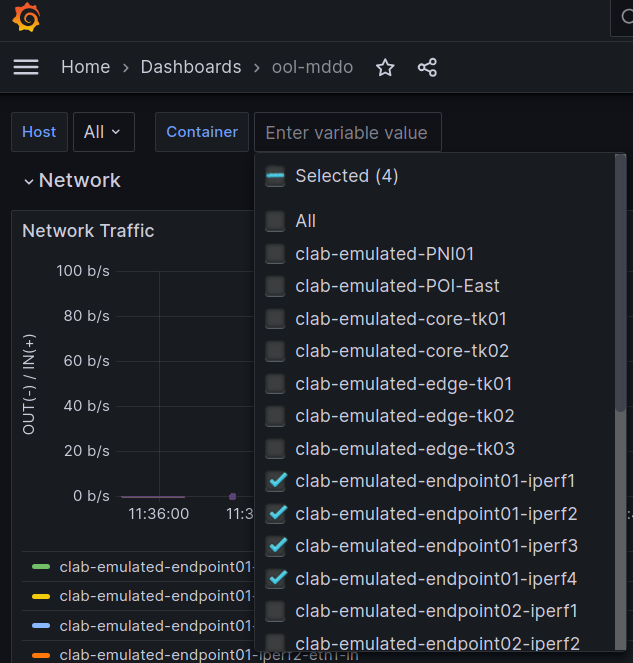 Home > Dashboards > ool-mddo
Host All Container Enter variable value
Network
Selected (4)
Network Traffic
All
clab-emulated-PNI01
clab-emulated-POI-East
clab-emulated-core-tk01
clab-emulated-core-tk02
clab-emulated-edge-tk01
clab-emulated-edge-tk02
clab-emulated-edge-tk03
clab-emulated-endpoint01-iperf1
clab-emulated-endpoint01-iperf2
clab-emulated-endpoint01-iperf3
clab-emulated-endpoint01-iperf4
clab-emulated-endpoint02-iperf1
clab-emulated-endpoint02-iperf2
OUT(-) / IN(+)
100 b/s
80 b/s
60 b/s
40 b/s
20 b/s
0 b/s
11:36:00 11:3
clab-emulated-endpoint01-
clab-emulated-endpoint01-
clab-emulated-endpoint01-
clab-emulated-endpoint01-iperf2-eth1-in